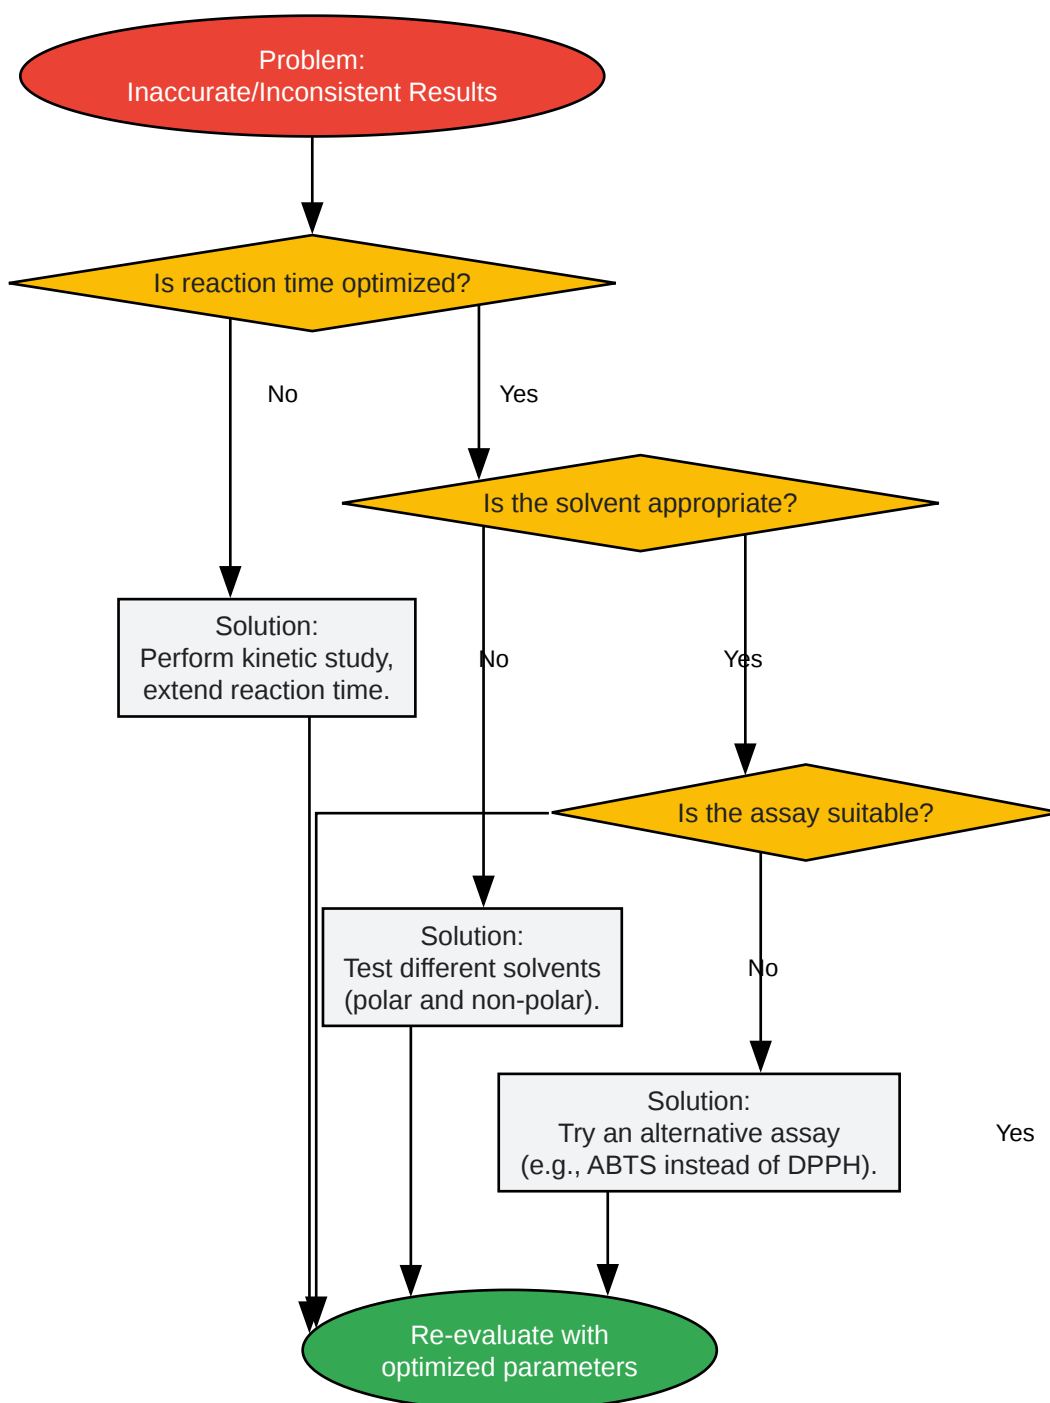 Problem:
Inaccurate/Inconsistent Results
Is reaction time optimized?
No
Yes
Is the solvent appropriate?
Solution:
Perform kinetic study,
extend reaction time.
No
Yes
Is the assay suitable?
Solution:
Test different solvents
(polar and non-polar).
No
Solution:
Try an alternative assay
(e.g., ABTS instead of DPPH).
Yes
Re-evaluate with
optimized parameters